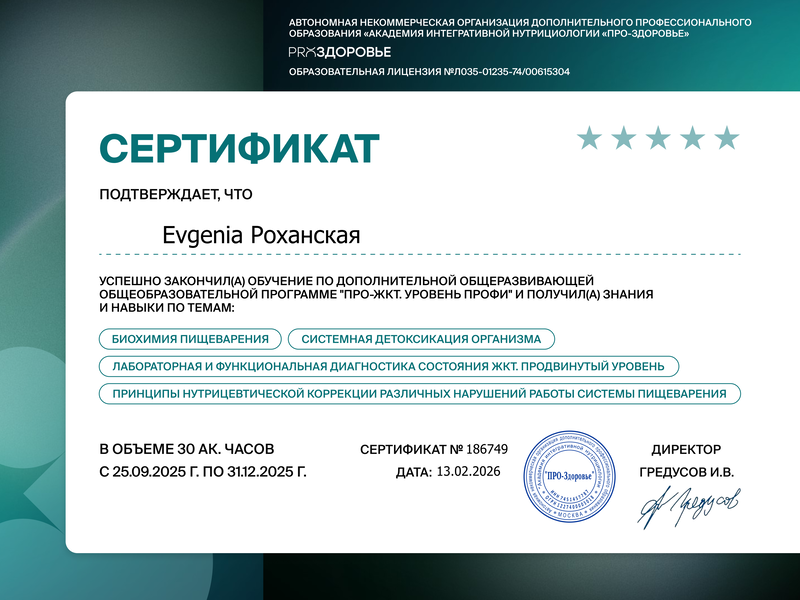 АВТОНОМНАЯ НЕКОММЕРЧЕСКАЯ ОРГАНИЗАЦИЯ ДОПОЛНИТЕЛЬНОГО ПРОФЕССИОНАЛЬНОГО
ОБРАЗОВАНИЯ «АКАДЕМИЯ ИНТЕГРАТИВНОЙ НУТРИЦИОЛОГИИ «ПРО-ЗДОРОВЬЕ»
PROЗДОРОВЬЕ
ОБРАЗОВАТЕЛЬНАЯ ЛИЦЕНЗИЯ №Л035-01235-74/00615304
СЕРТИФИКАТ
ПОДТВЕРЖДАЕТ, ЧТО
Evgenia Роханская
УСПЕШНО ЗАКОНЧИЛ(А) ОБУЧЕНИЕ ПО ДОПОЛНИТЕЛЬНОЙ ОБЩЕРАЗВИВАЮЩЕЙ
ОБЩЕОБРАЗОВАТЕЛЬНОЙ ПРОГРАММЕ "ПРО-ЖКТ. УРОВЕНЬ ПРОФИ" И ПОЛУЧИЛ(А) ЗНАНИЯ
И НАВЫКИ ПО ТЕМАМ:
БИОХИМИЯ ПИЩЕВАРЕНИЯ
СИСТЕМНАЯ ДЕТОКСИКАЦИЯ ОРГАНИЗМА
ЛАБОРАТОРНАЯ И ФУНКЦИОНАЛЬНАЯ ДИАГНОСТИКА СОСТОЯНИЯ ЖКТ. ПРОДВИНУТЫЙ УРОВЕНЬ
ПРИНЦИПЫ НУТРИЦЕВТИЧЕСКОЙ КОРРЕКЦИИ РАЗЛИЧНЫХ НАРУШЕНИЙ РАБОТЫ СИСТЕМЫ ПИЩЕВАРЕНИЯ
В ОБЪЕМЕ 30 АК. ЧАСОВ
С 25.09.2025 Г. ПО 31.12.2025 Г.
СЕРТИФИКАТ № 186749
ДАТА: 13.02.2026
"ПРО-Здоровье"
МОСКВА
ДИРЕКТОР
ГРЕДУСОВ И.В.